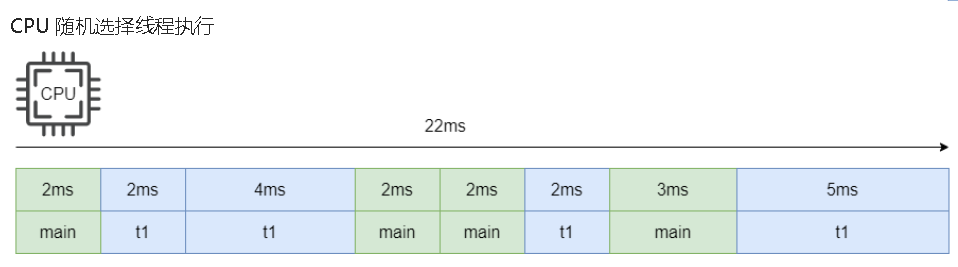 CPU 随机选择线程执行
CPU
22ms
2ms 2ms 4ms 2ms 2ms 2ms 3ms 5ms
main t1 t1 main main t1 main t1